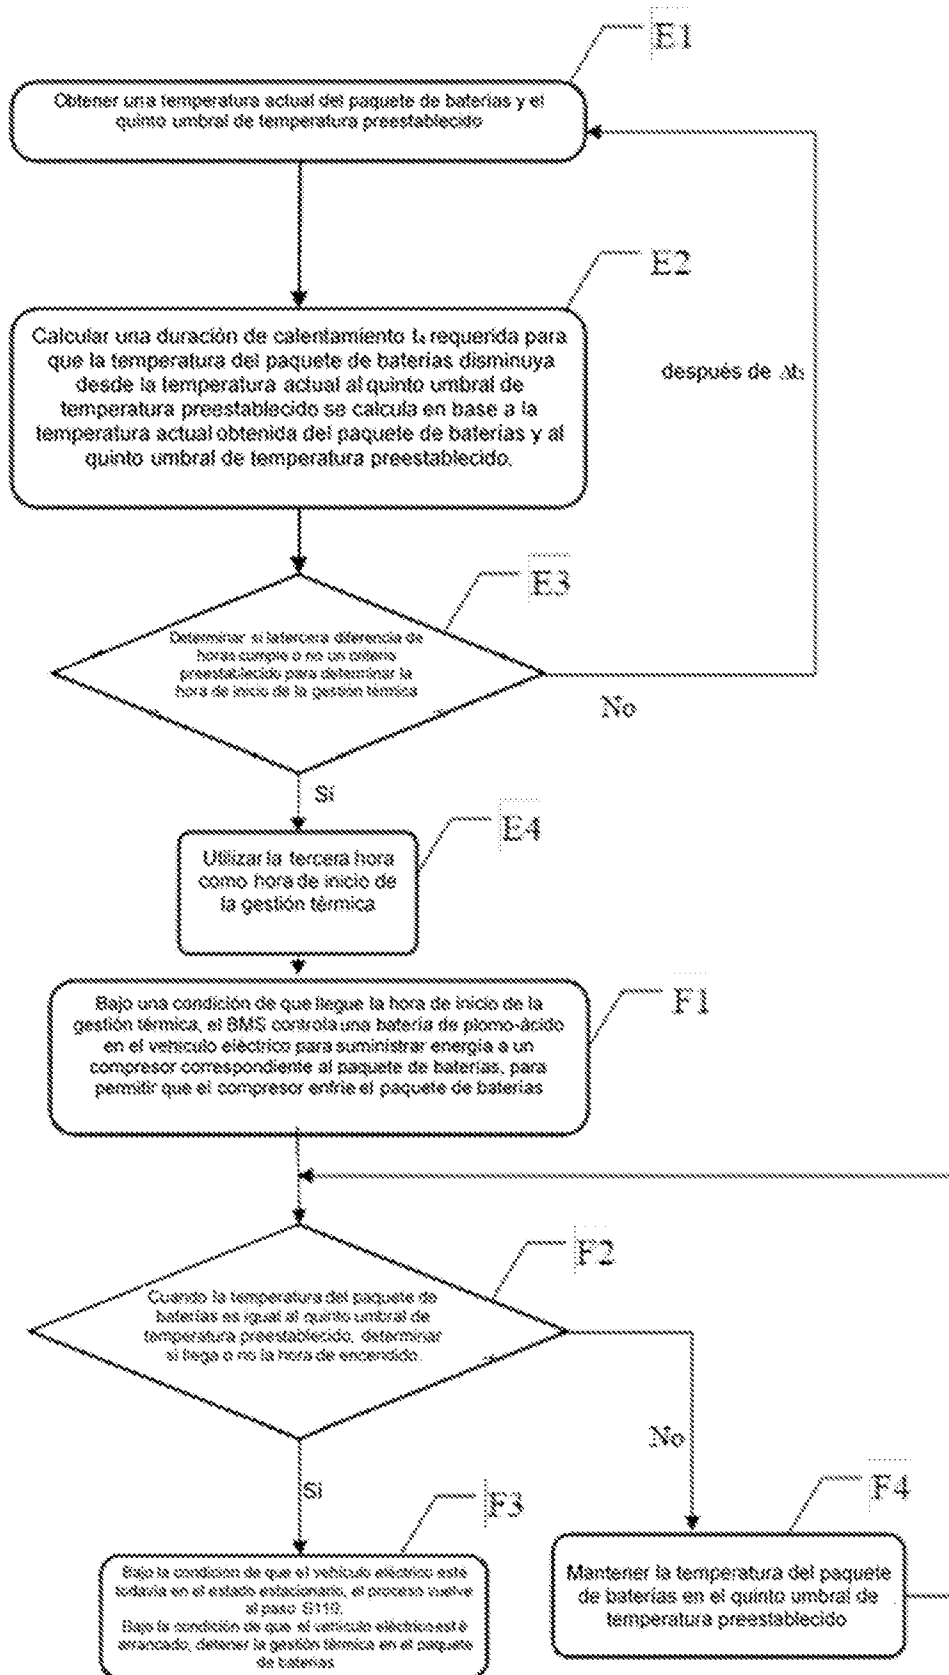 E1
Obtener una temperatura actual del paquete de baterías y el
quinto umbral de temperatura preestablecido
E2
Calcular una duración de calentamiento t₄ requerida para
que la temperatura del paquete de baterías disminuya
desde la temperatura actual al quinto umbral de
temperatura preestablecido se calcula en base a la
temperatura actual obtenida del paquete de baterías y al
quinto umbral de temperatura preestablecido.
después de
E3
Determinar si latercera diferencia de
horas cumple o no un criterio
preestablecido para determinar la
hora de inicio de la gestión térmica
No
Sí
E4
Utilizar la tercera hora
como hora de inicio de
la gestión térmica
F1
Bajo una condición de que llegue la hora de inicio de la
gestión térmica, el BMS controla una batería de plomo-ácido
en el vehículo eléctrico para suministrar energía a un
compresor correspondiente al paquete de baterías, para
permitir que el compresor enfríe el paquete de baterías
F2
Cuando la temperatura del paquete de
baterías es igual al quinto umbral de
temperatura preestablecido, determinar
si llega o no la hora de encendido.
No
Sí
F3
Bajo la condición de que el vehículo eléctrico esté
todavía en el estado estacionario, el proceso vuelve
al paso S110.
Bajo la condición de que el vehículo eléctrico esté
arrancado, detener la gestión térmica en el paquete
de baterías
F4
Mantener la temperatura del paquete
de baterías en el quinto umbral de
temperatura preestablecido